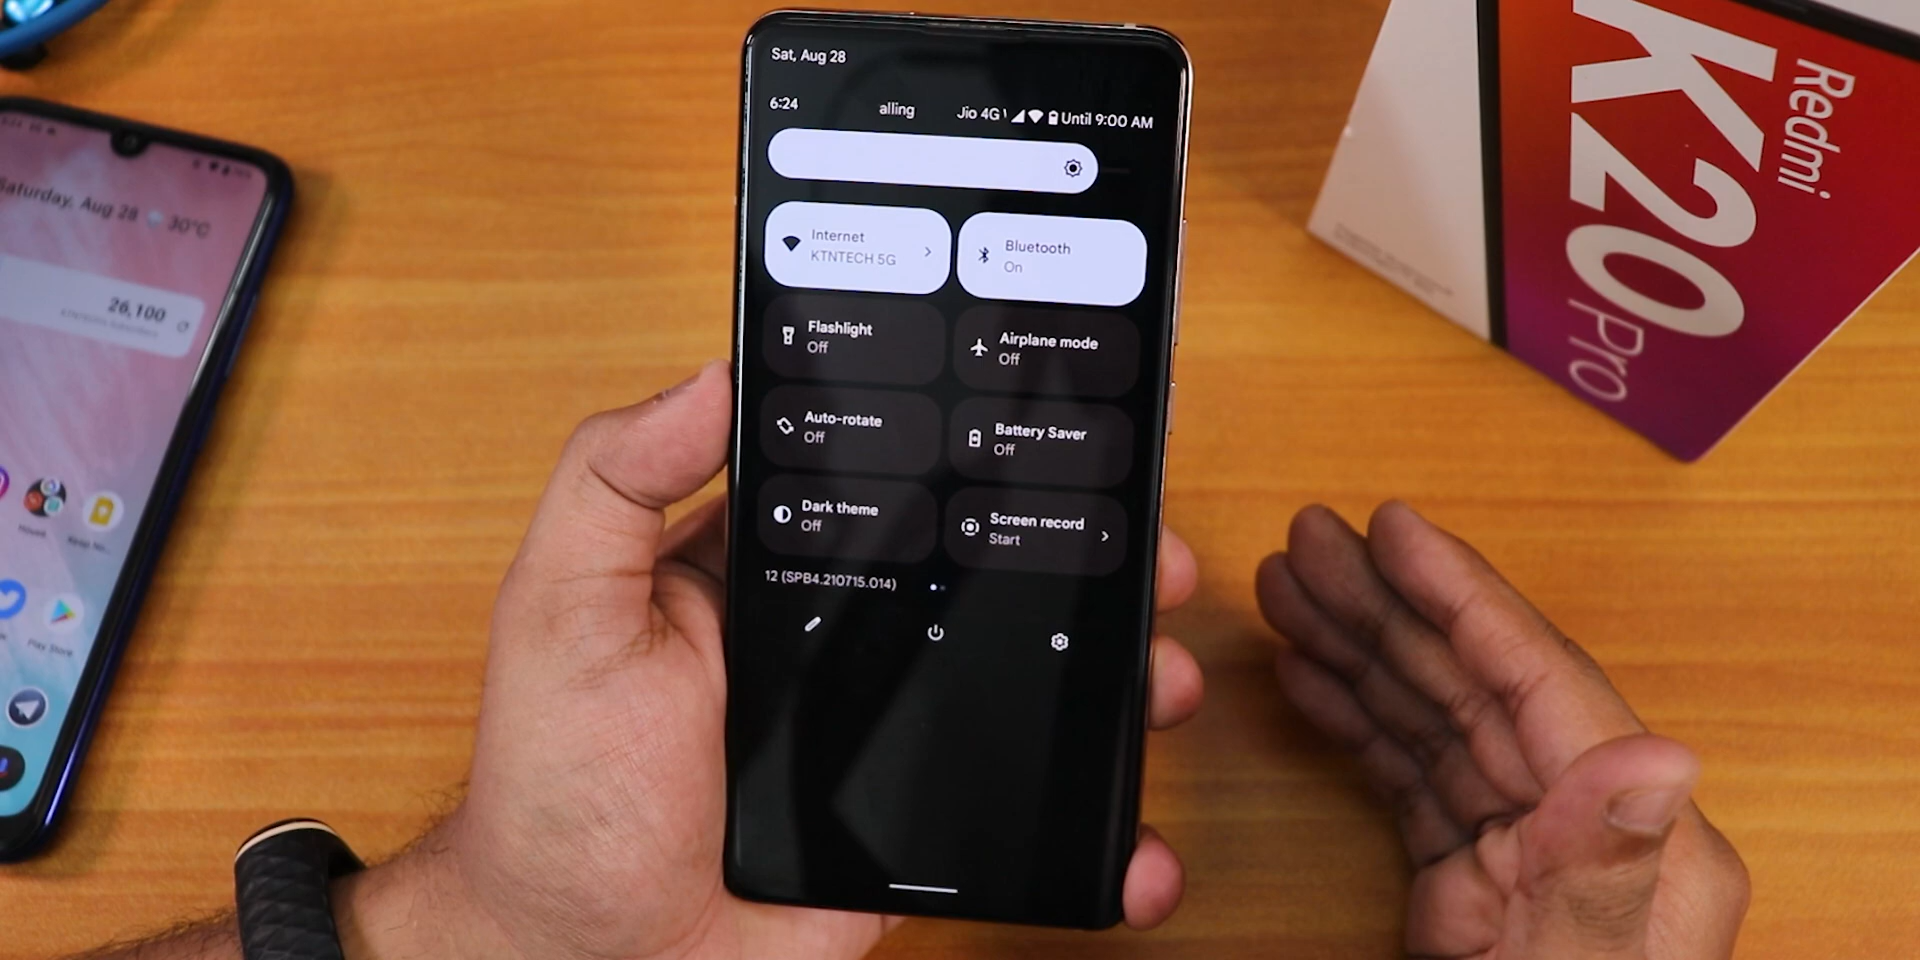 Sat, Aug 28
6:24
alling
Jio 4G
Until 9:00 AM
Internet
KTNTECH 5G
Bluetooth
On
Flashlight
Off
Airplane mode
Off
Auto-rotate
Off
Battery Saver
Off
Dark theme
Off
Screen record
Start
12 (SPB4.210715.014)
Saturday, Aug 28
30°C
26,100
Play Store
Redmi
K20
Pro